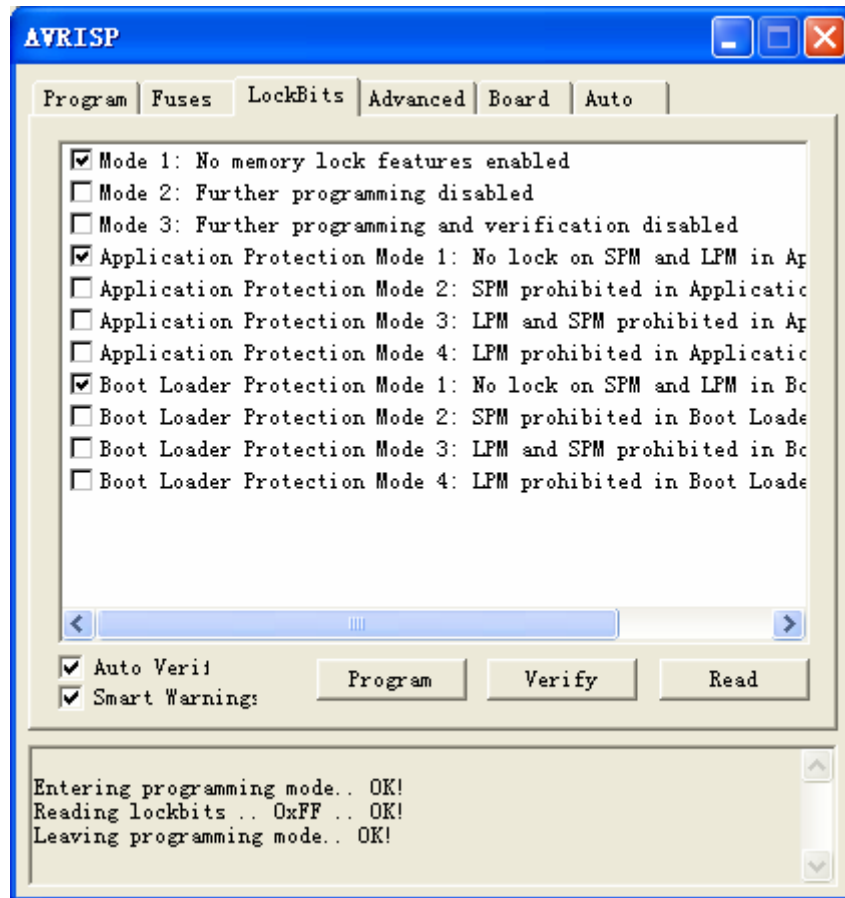 AVRISP
Program Fuses LockBits Advanced Board Auto
Mode 1: No memory lock features enabled
Mode 2: Further programming disabled
Mode 3: Further programming and verification disabled
Application Protection Mode 1: No lock on SPM and LPM in Ap
Application Protection Mode 2: SPM prohibited in Applicatic
Application Protection Mode 3: LPM and SPM prohibited in Ap
Application Protection Mode 4: LPM prohibited in Applicatic
Boot Loader Protection Mode 1: No lock on SPM and LPM in Bo
Boot Loader Protection Mode 2: SPM prohibited in Boot Loade
Boot Loader Protection Mode 3: LPM and SPM prohibited in Bo
Boot Loader Protection Mode 4: LPM prohibited in Boot Loade
Auto Verif
Smart Warnings
Program Verify Read
Entering programming mode.. OK!
Reading lockbits .. 0xFF .. OK!
Leaving programming mode.. OK!